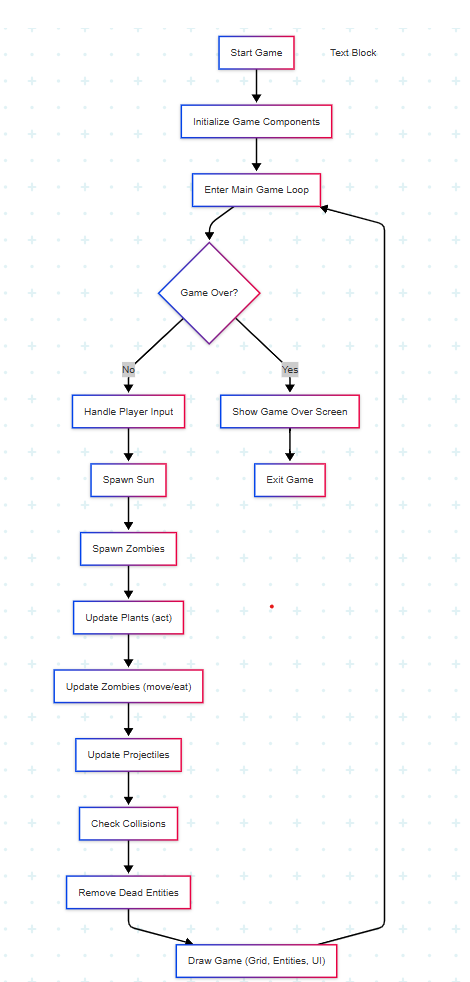 Start Game
Text Block
Initialize Game Components
Enter Main Game Loop
Game Over?
No
Yes
Handle Player Input
Show Game Over Screen
Spawn Sun
Exit Game
Spawn Zombies
Update Plants (act)
Update Zombies (move/eat)
Update Projectiles
Check Collisions
Remove Dead Entities
Draw Game (Grid, Entities, UI)